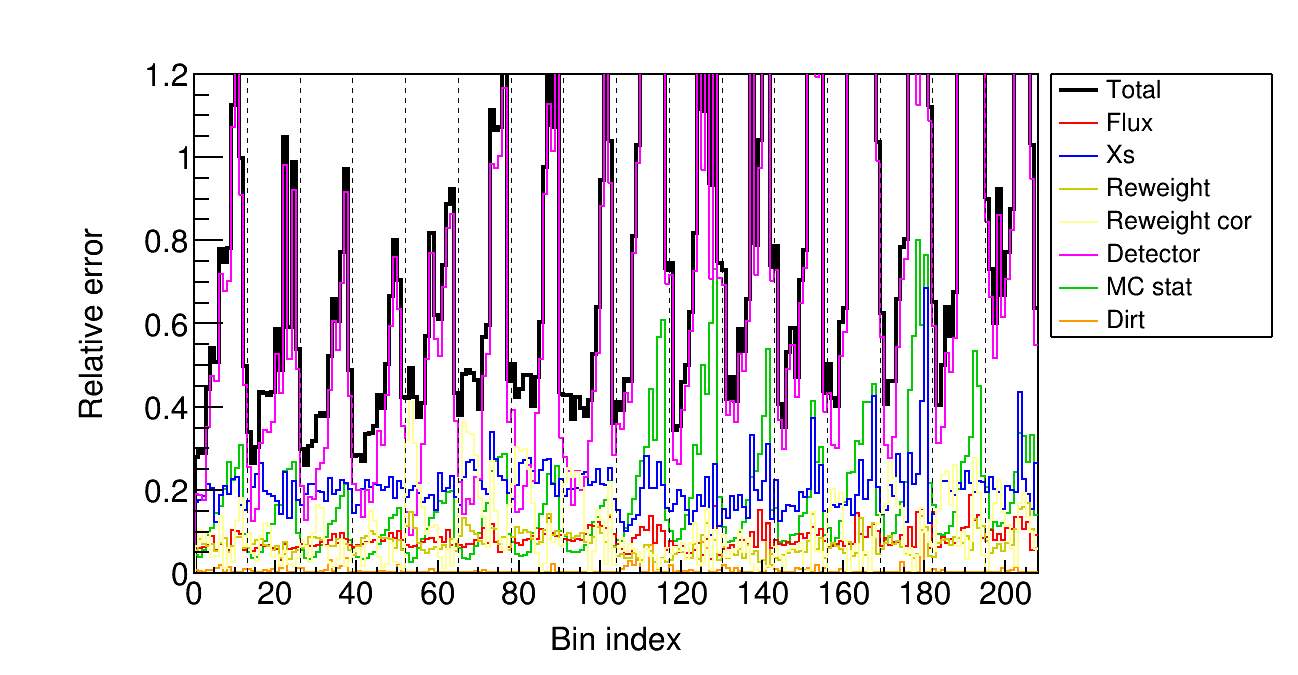 1.2
1
0.8
0.6
0.4
0.2
0
Relative error
0 20 40 60 80 100 120 140 160 180 200
Bin index
Total
Flux
Xs
Reweight
Reweight cor
Detector
MC stat
Dirt